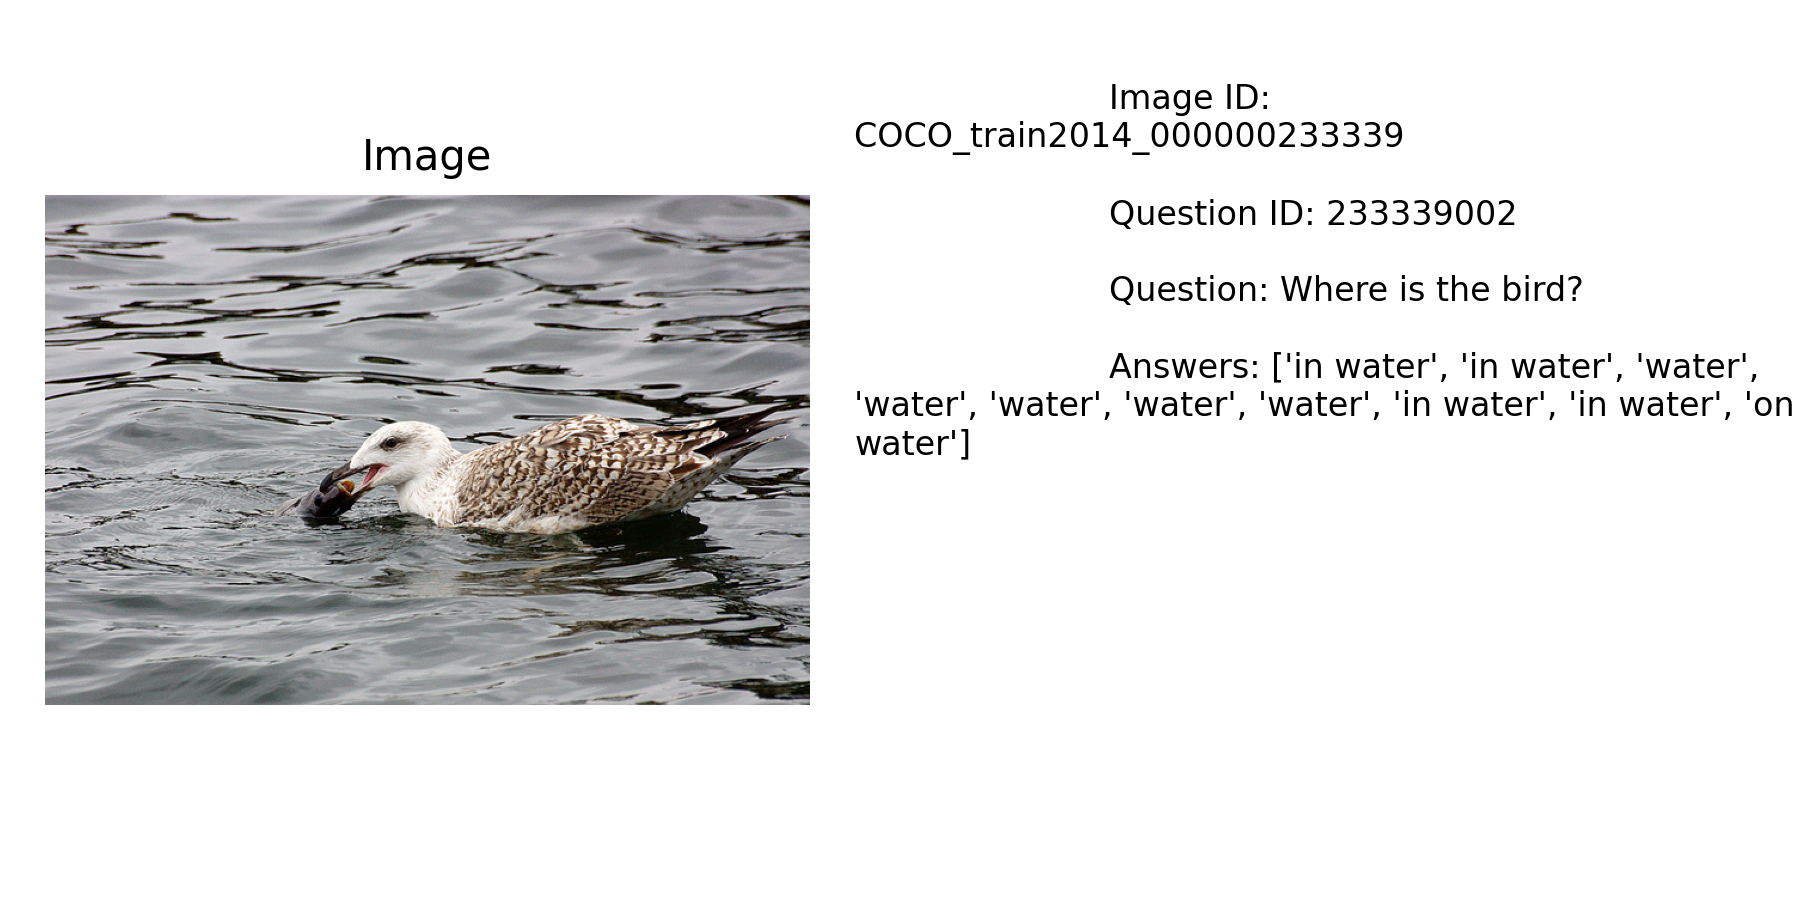 Image
Image ID:
COCO_train2014_000000233339
Question ID: 233339002
Question: Where is the bird?
Answers: ['in water', 'in water', 'water',
'water', 'water', 'water', 'water', 'in water', 'in water', 'on
water']